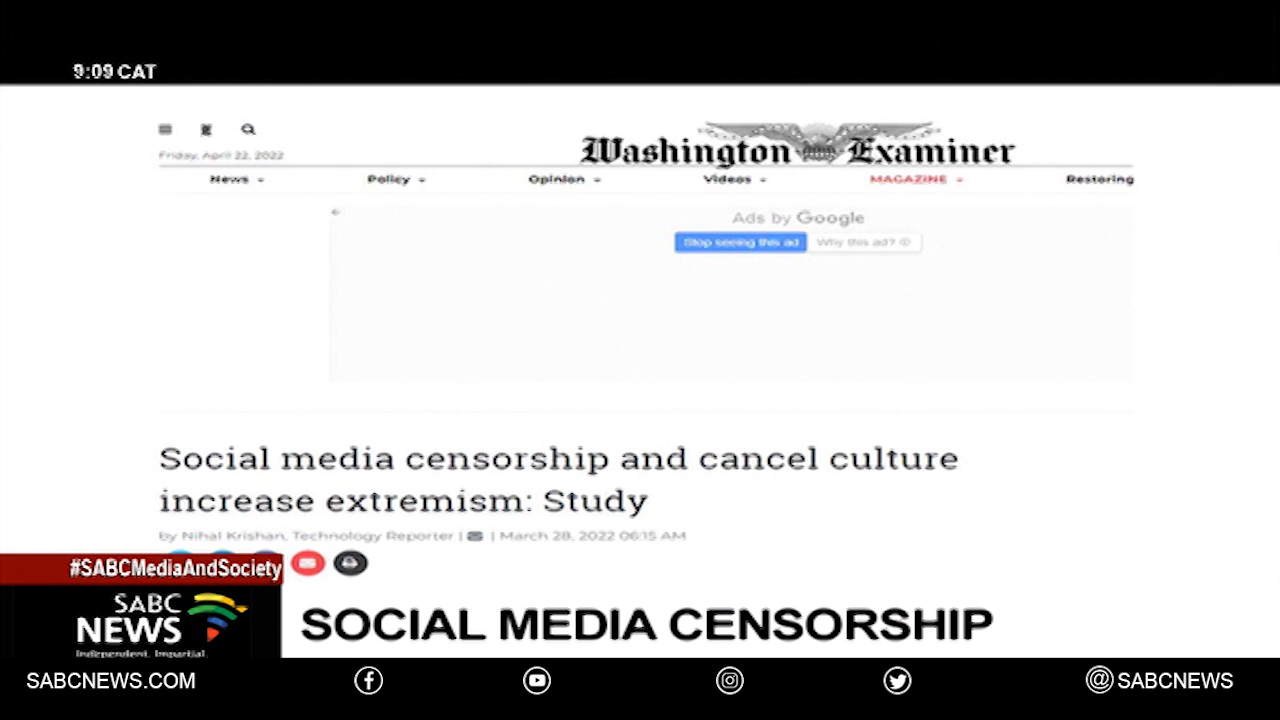 9:09 CAT
Friday, April 22, 2022
Washington Examiner
News Policy Opinion Videos MAGAZINE Restoring
Ads by Google
Stop seeing this ad Why this ad?
Social media censorship and cancel culture
increase extremism: Study
by Nihal Krishan, Technology Reporter | | March 28, 2022 06:15 AM
#SABCMediaAndSociety
SABC
NEWS
Independent. Impartial.
SOCIAL MEDIA CENSORSHIP
SABCNEWS.COM @SABCNEWS